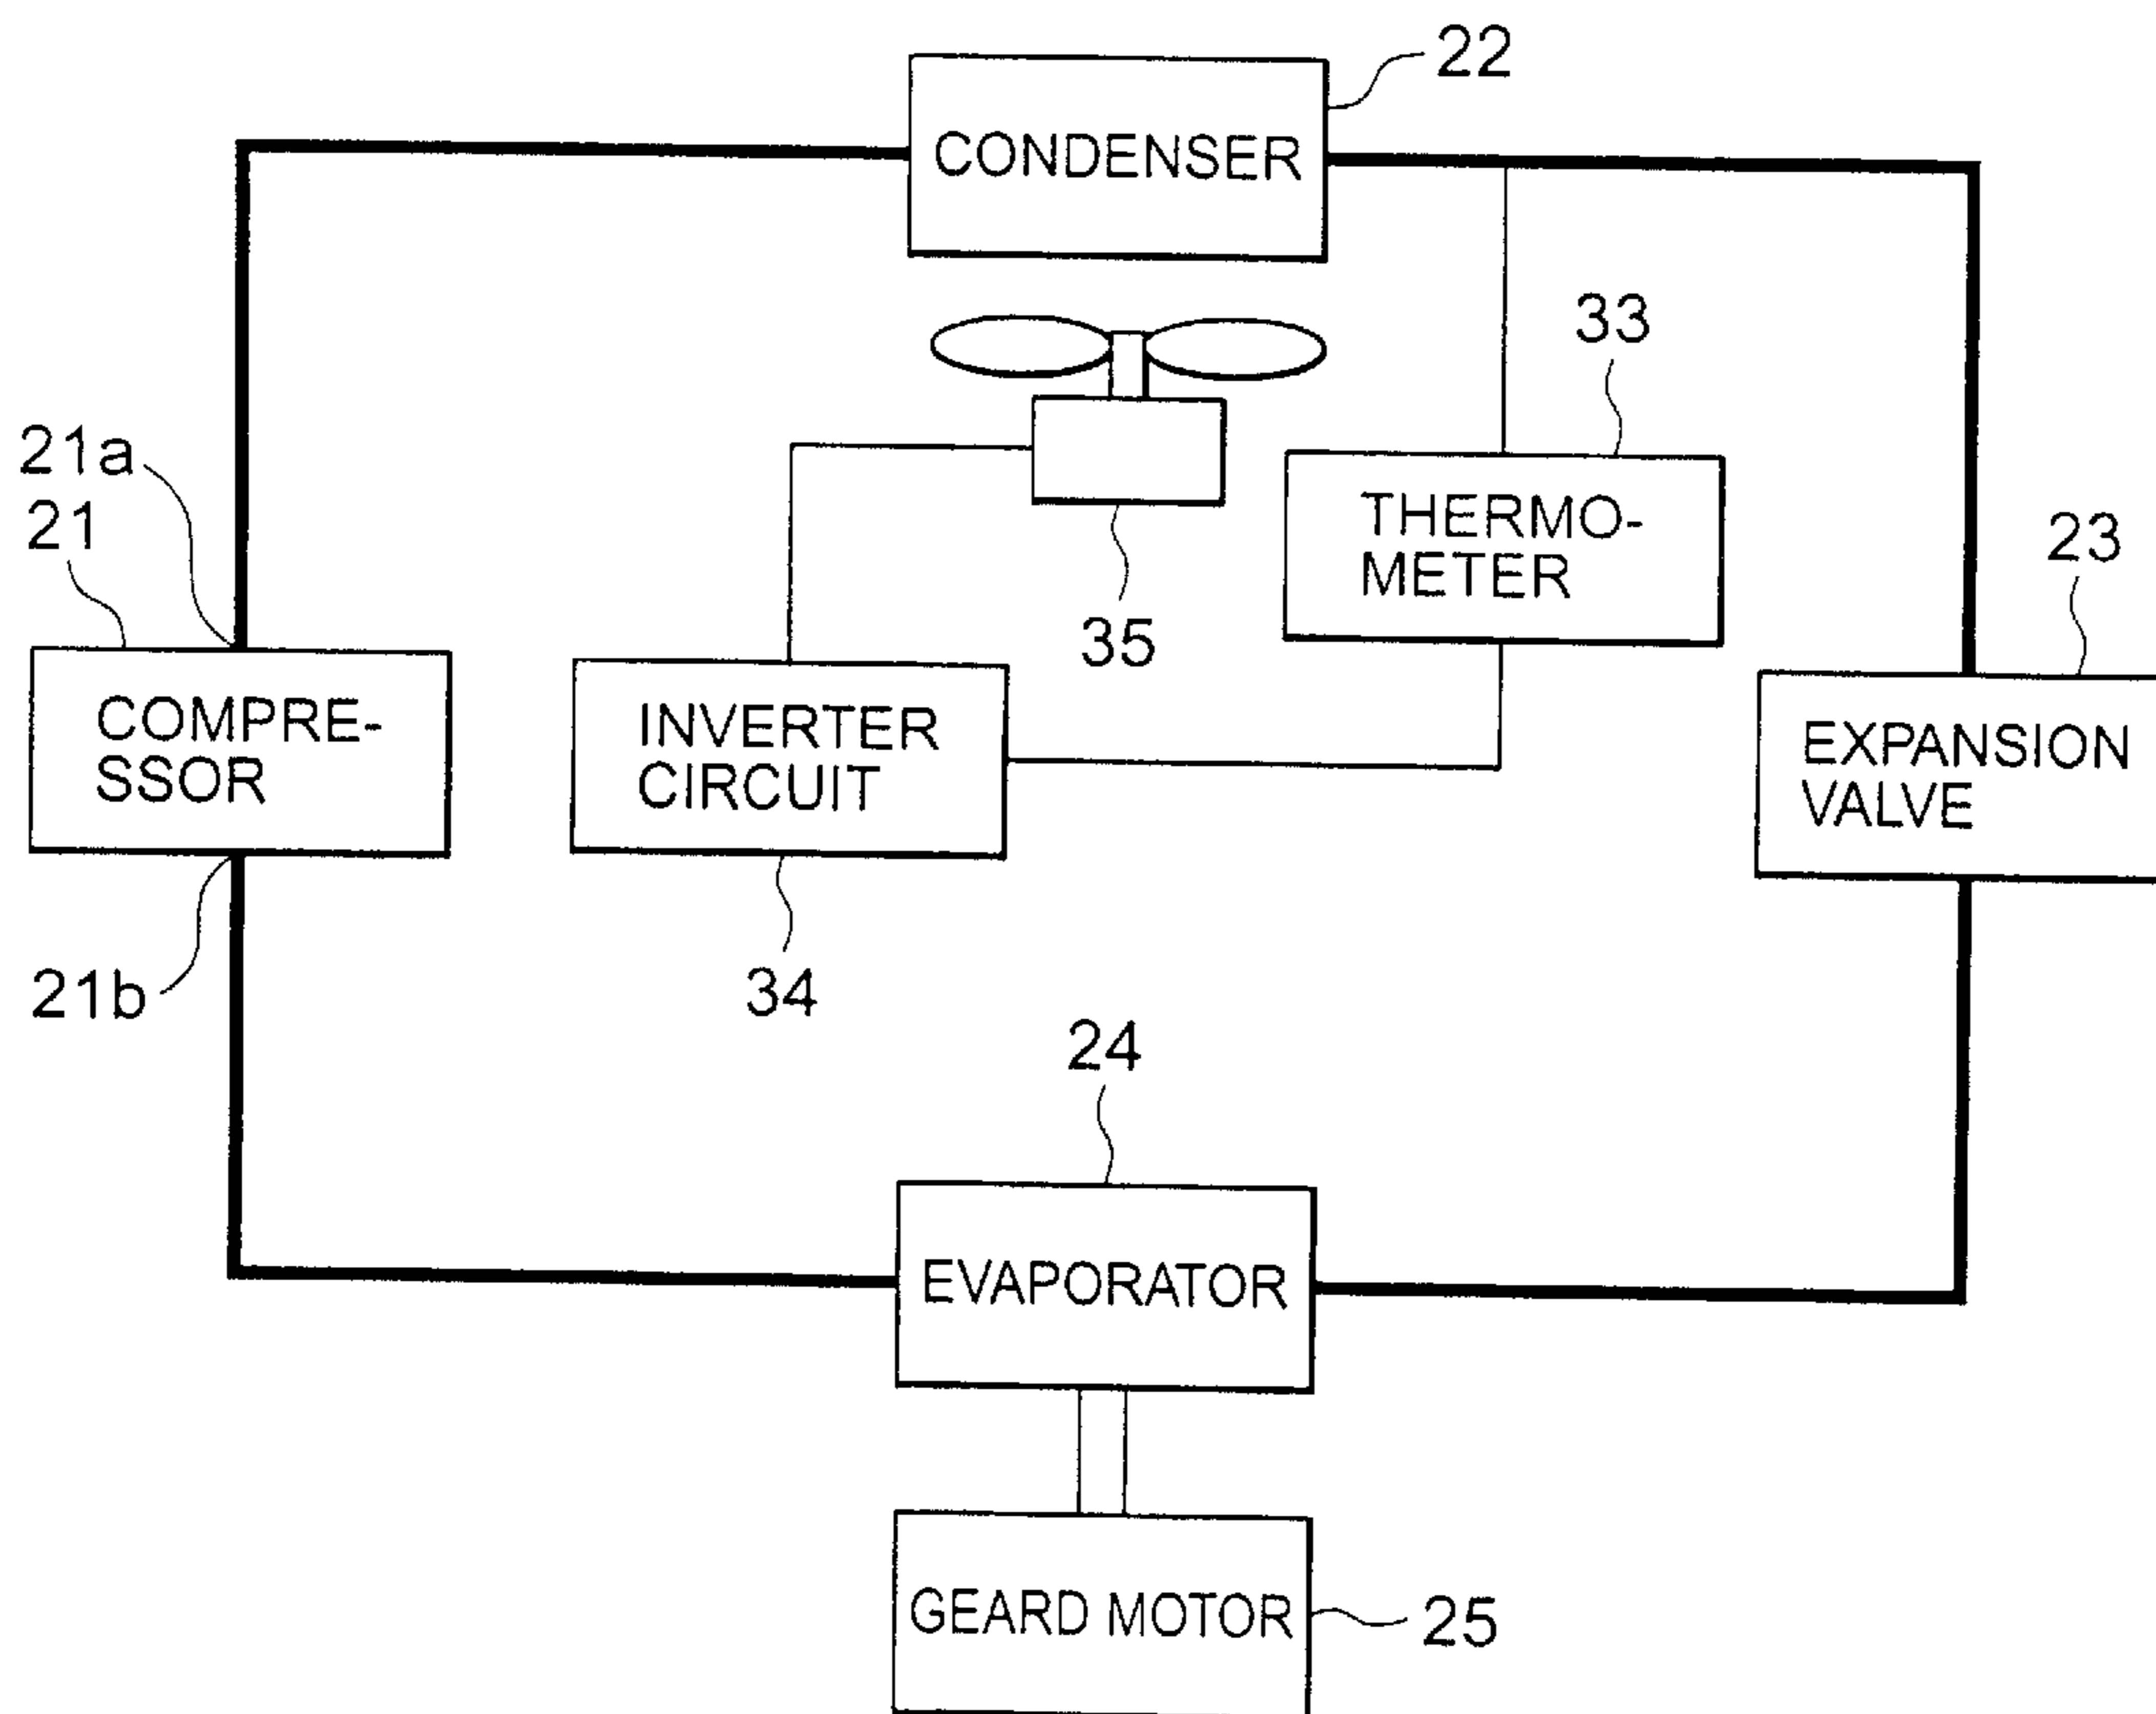 22
CONDENSER
33
21a
21
THERMO-
METER
23
35
COMPRE-
SSOR
INVERTER
CIRCUIT
EXPANSION
VALVE
21b
34
24
EVAPORATOR
GEARD MOTOR
25